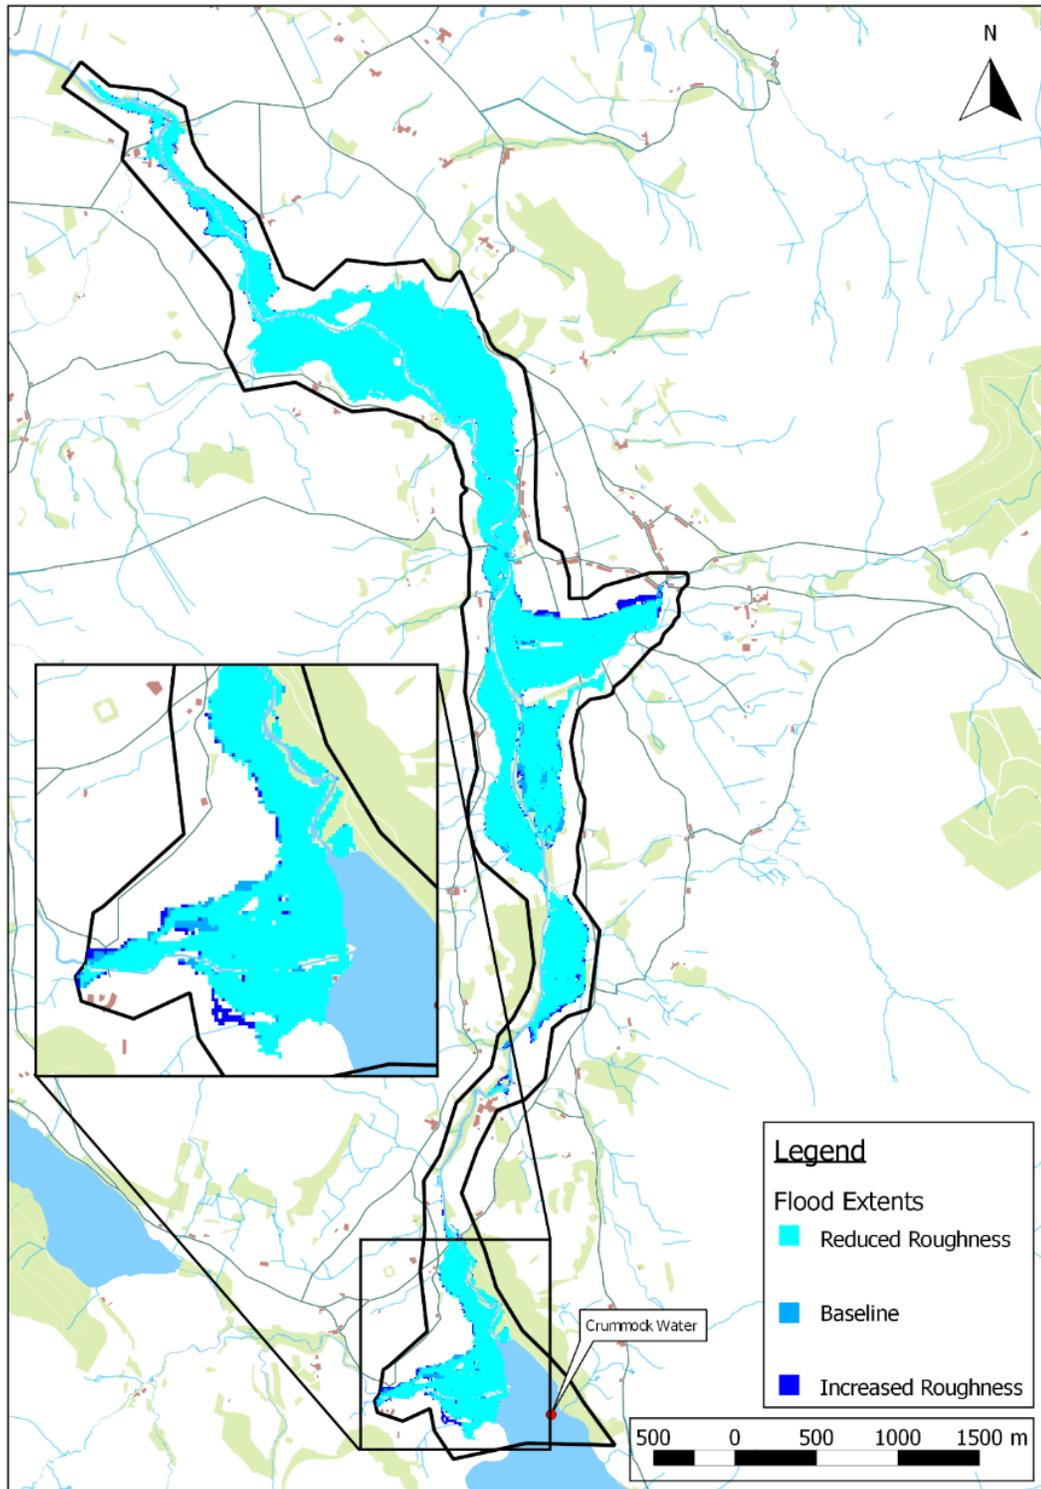 N
Legend
Flood Extents
Reduced Roughness
Baseline
Increased Roughness
Crummock Water
500 0 500 1000 1500 m